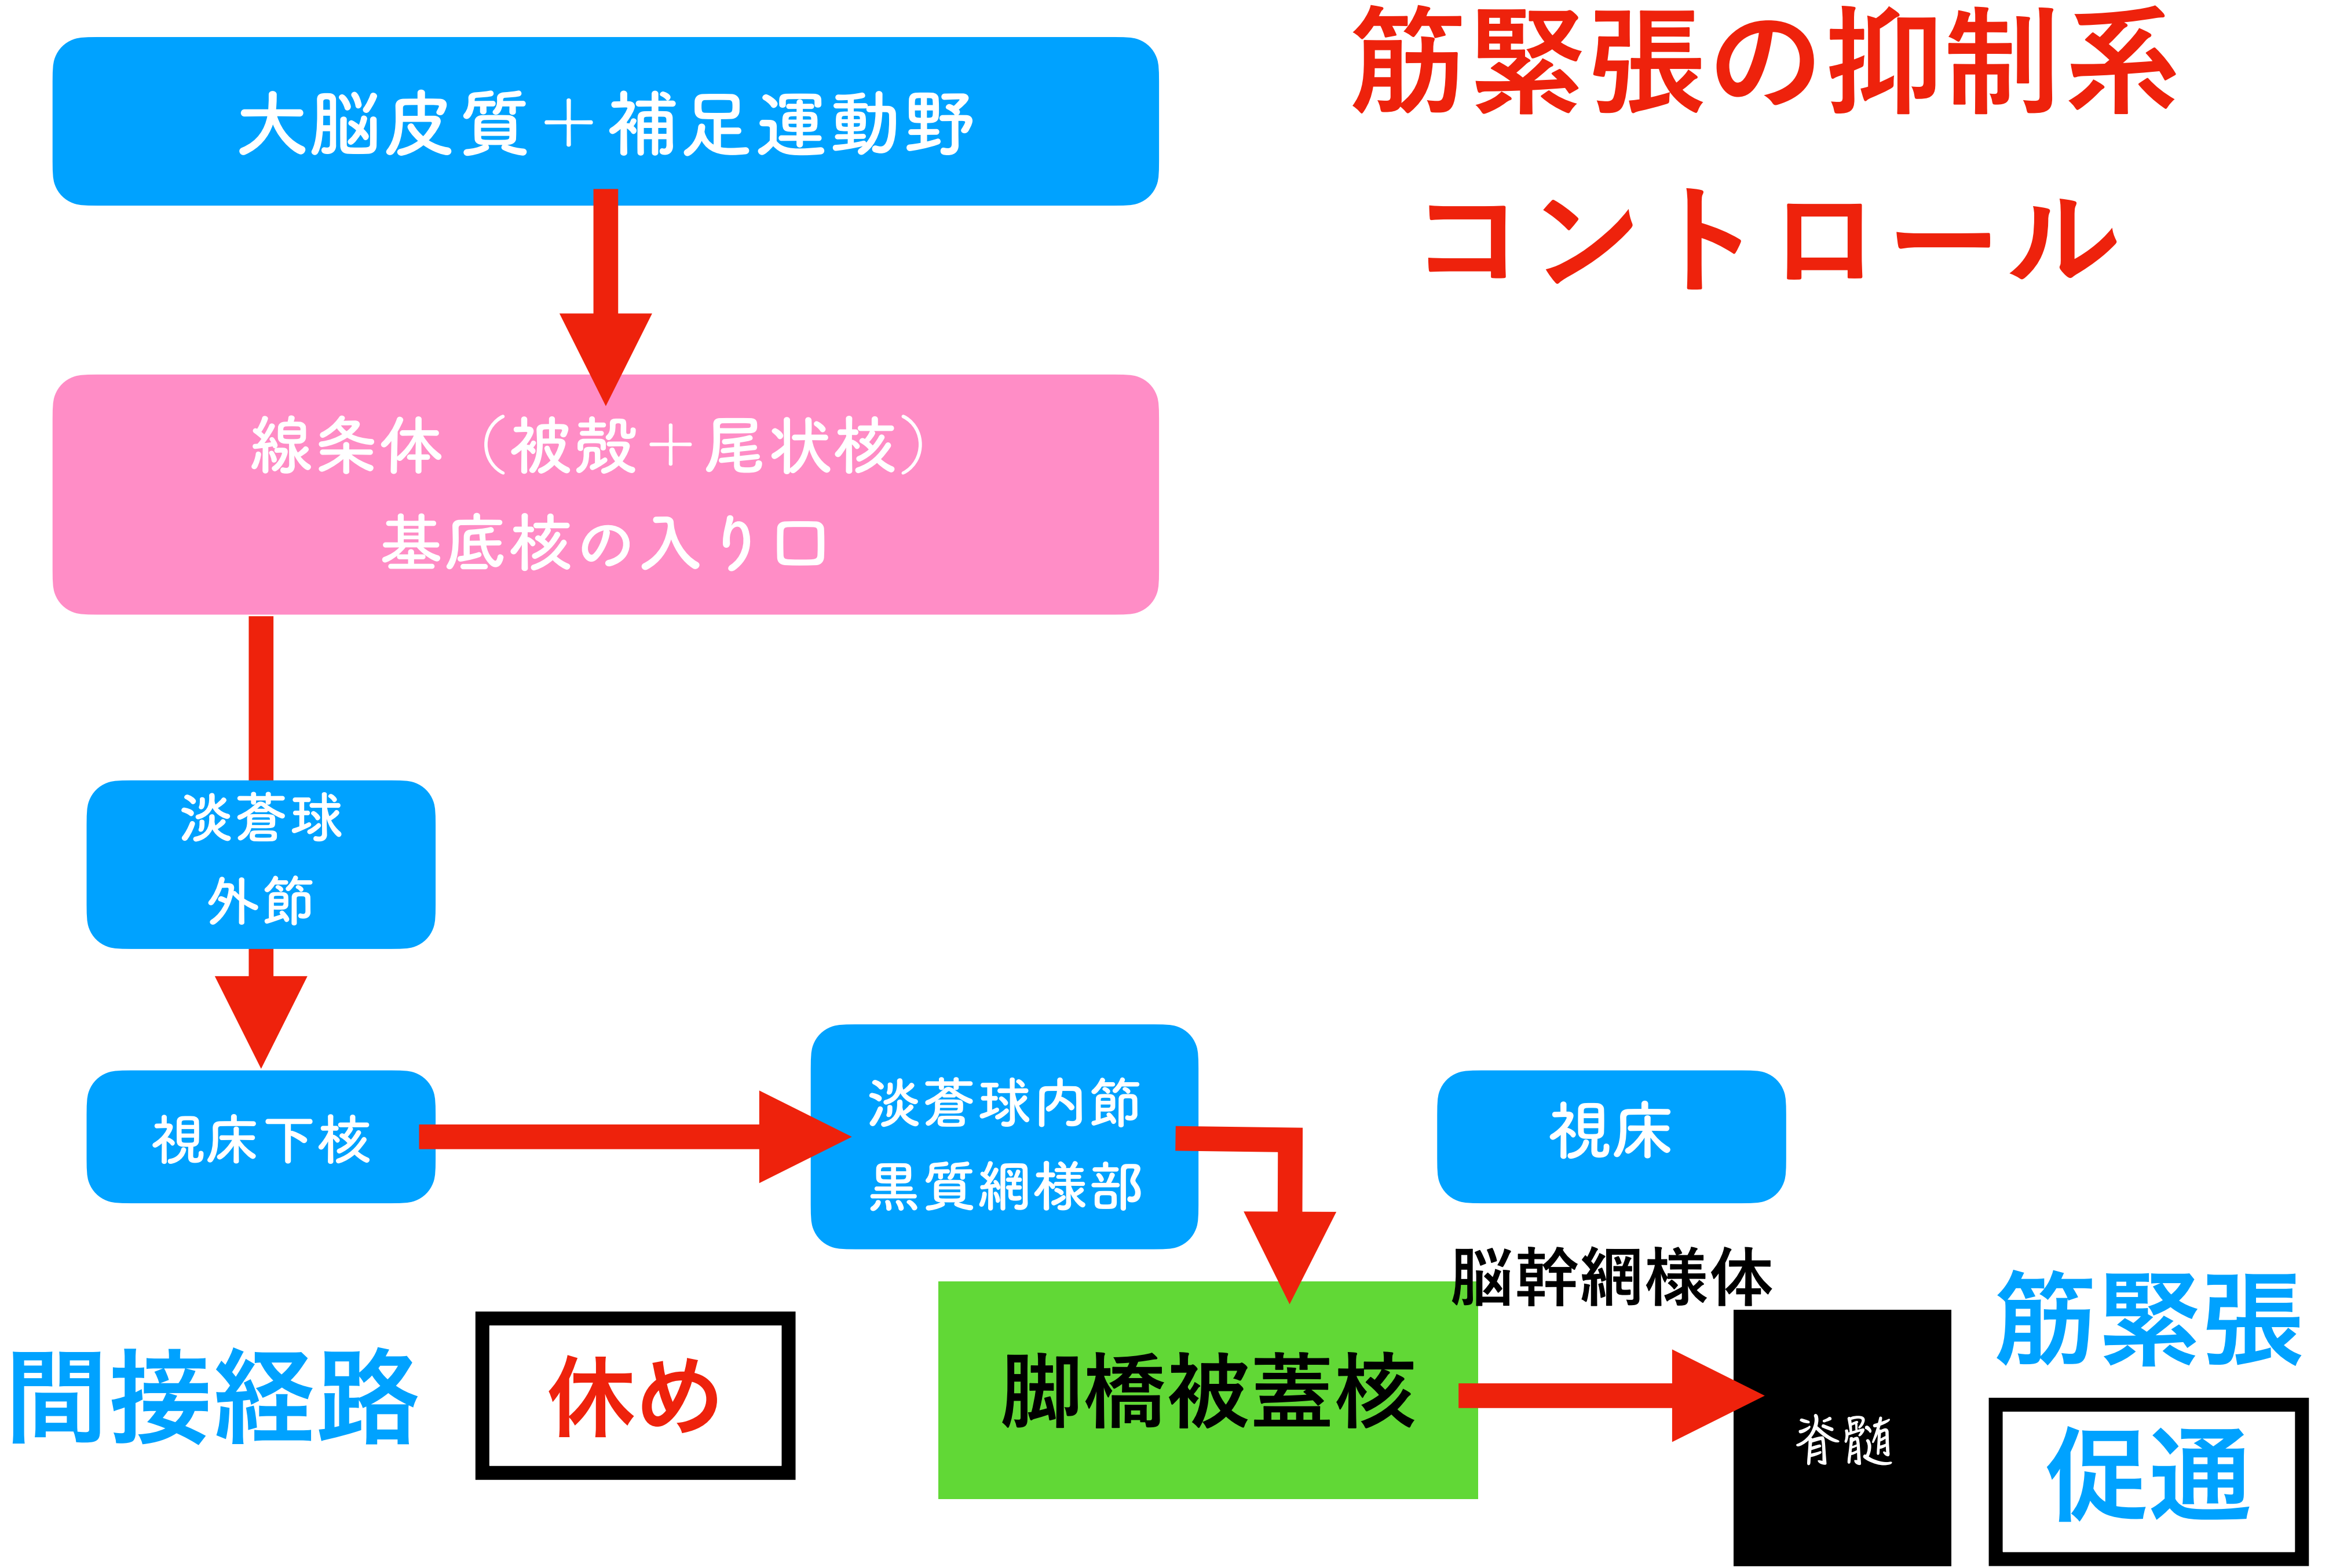 筋緊張の抑制系
コントロール
大脳皮質+補足運動野
線条体（被殻+尾状核）
基底核の入り口
淡蒼球
外節
視床下核
淡蒼球内節
黒質網様部
視床
脳幹網様体
間接経路
休め
脚橋被蓋核
脊髄
筋緊張
促通